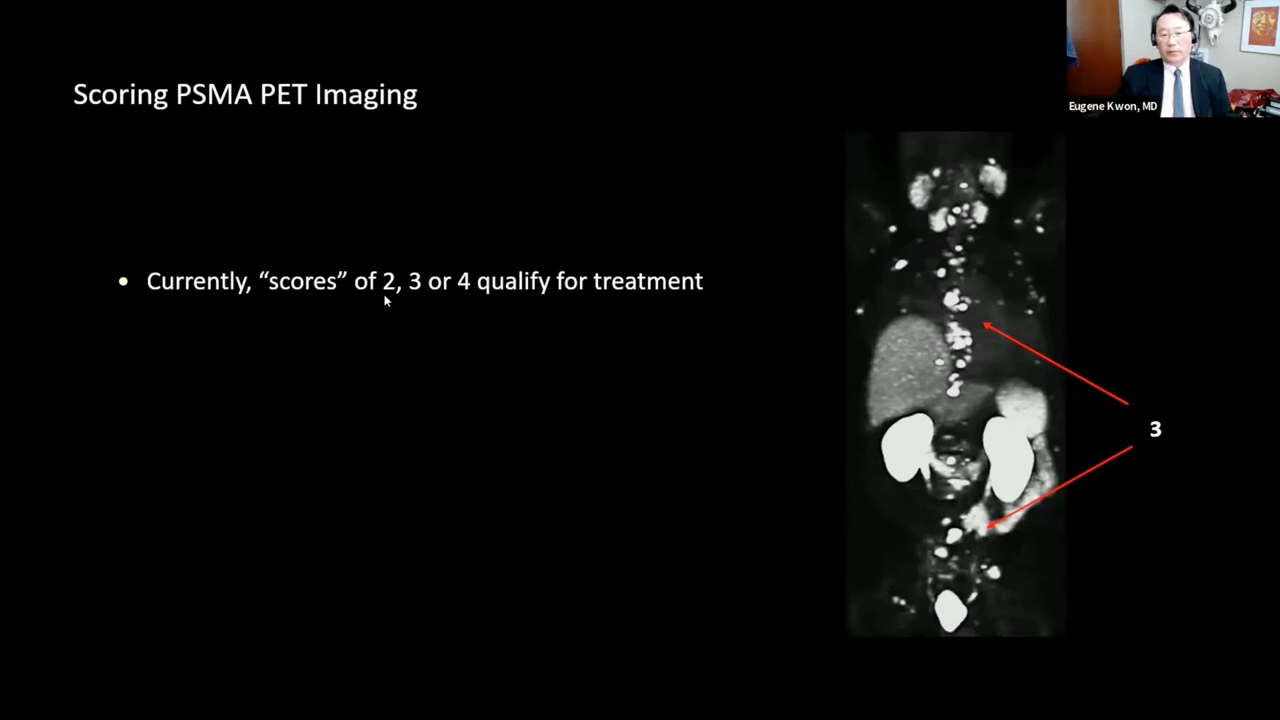 Eugene Kwon, MD
Scoring PSMA PET Imaging
• Currently, “scores” of 2, 3 or 4 qualify for treatment
3